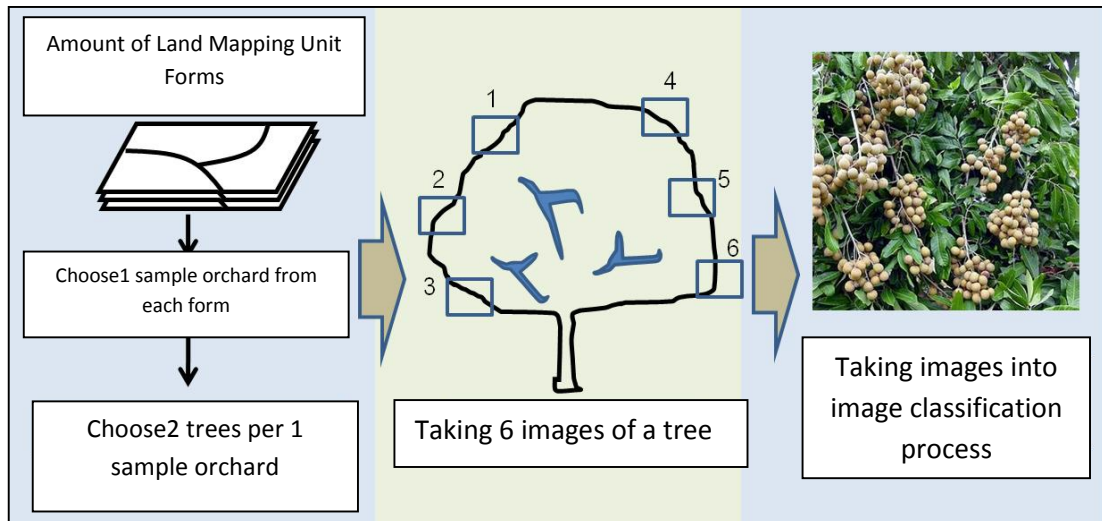 Amount of Land Mapping Unit
Forms
Choose1 sample orchard from
each form
Choose2 trees per 1
sample orchard
1
2
3
4
5
6
Taking 6 images of a tree
Taking images into
image classification
process